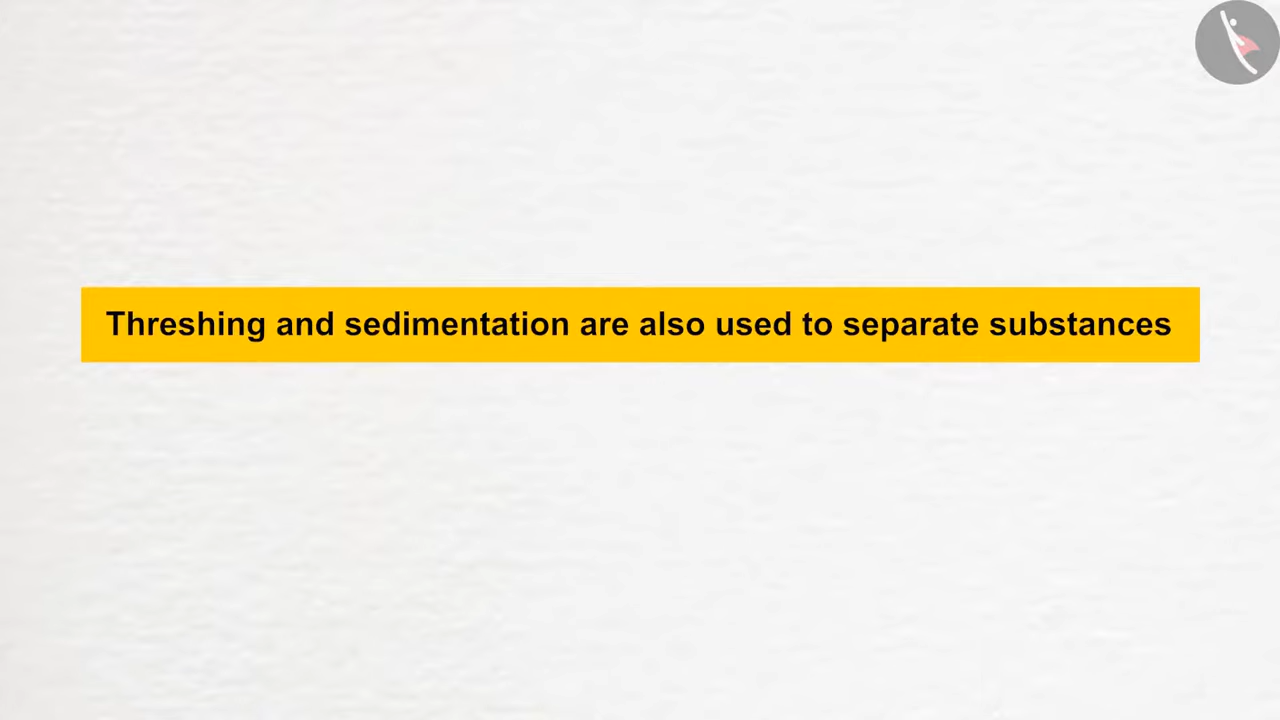 Threshing and sedimentation are also used to separate substances